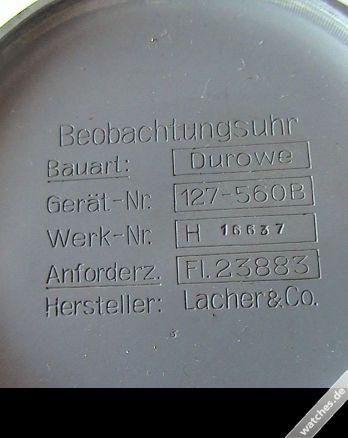 Beobachtungsuhr
Bauart: Durowe
Gerät-Nr. 127-560B
Werk-Nr. H 16637
Anforderz. Fl.23883
Hersteller: Lacher&Co.
watches.de